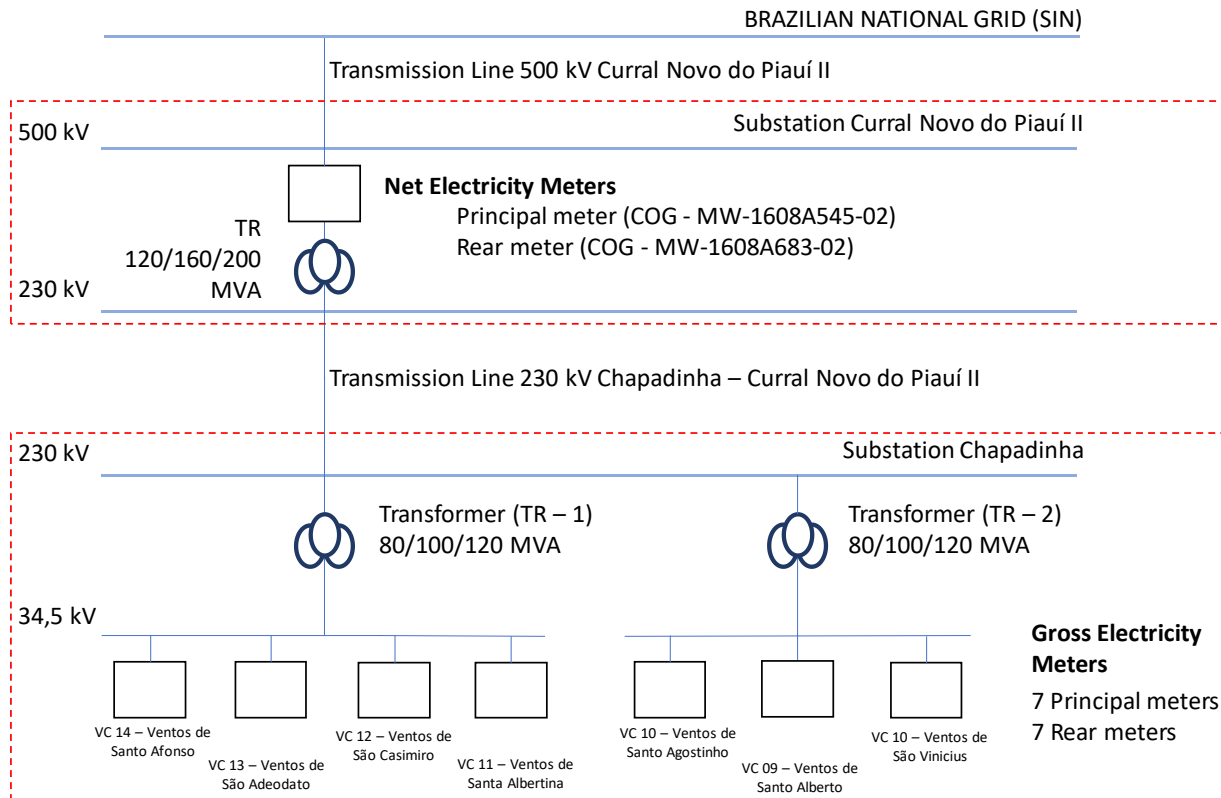 BRAZILIAN NATIONAL GRID (SIN)
Transmission Line 500 kV Curral Novo do Piauí II
500 kV
Substation Curral Novo do Piauí II
Net Electricity Meters
Principal meter (COG - MW-1608A545-02)
Rear meter (COG - MW-1608A683-02)
TR
120/160/200
MVA
230 kV
Transmission Line 230 kV Chapadinha – Curral Novo do Piauí II
230 kV
Substation Chapadinha
Transformer (TR – 1)
80/100/120 MVA
Transformer (TR – 2)
80/100/120 MVA
34,5 kV
Gross Electricity
Meters
7 Principal meters
7 Rear meters
VC 14 – Ventos de
Santo Afonso
VC 13 – Ventos de
São Adeodato
VC 12 – Ventos de
São Casimiro
VC 11 – Ventos de
Santa Albertina
VC 10 – Ventos de
Santo Agostinho
VC 09 – Ventos de
Santo Alberto
VC 10 – Ventos de
São Vinicius